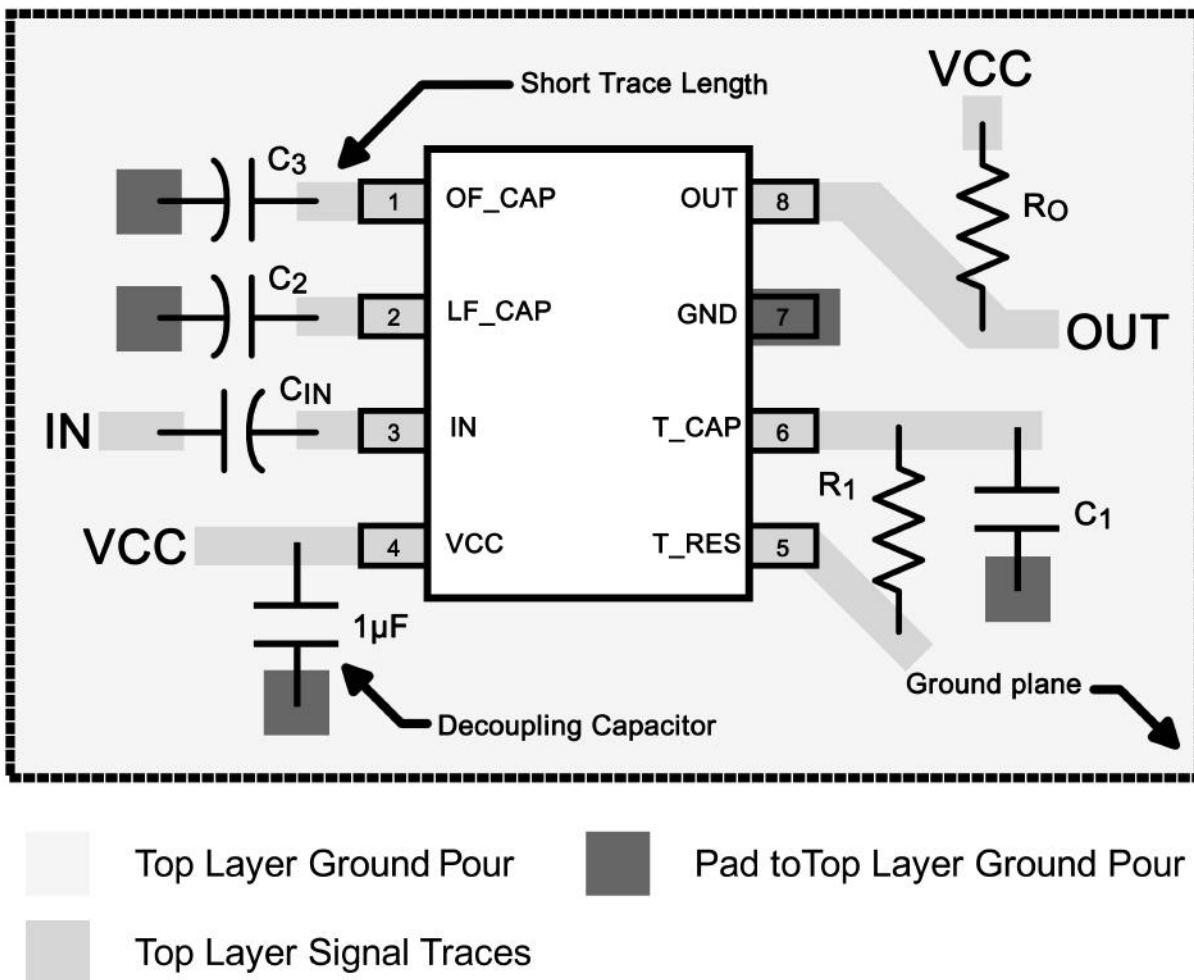 Short Trace Length
VCC
C3
1
OF_CAP
OUT
8
RO
C2
2
LF_CAP
GND
7
OUT
IN
CIN
3
IN
T_CAP
6
R1
C1
VCC
4
VCC
T_RES
5
1µF
Ground plane
Decoupling Capacitor
Top Layer Ground Pour
Pad toTop Layer Ground Pour
Top Layer Signal Traces